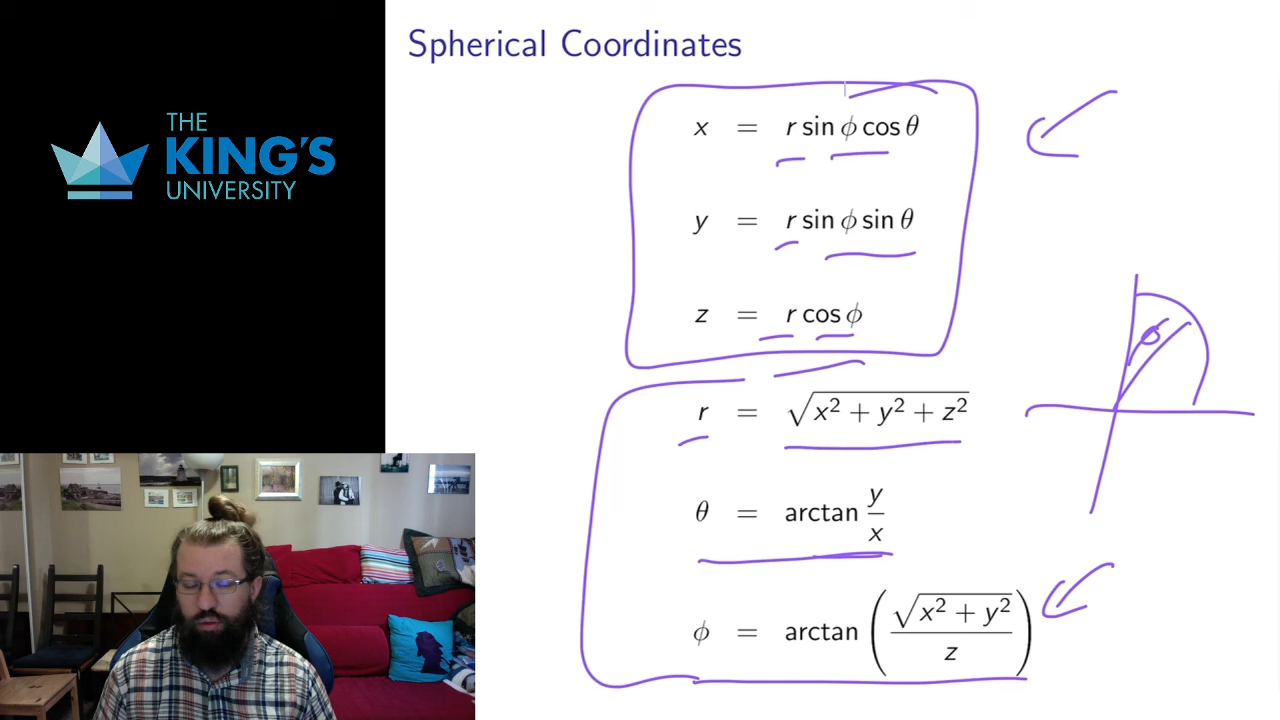 THE
KING'S
UNIVERSITY
Spherical Coordinates
x = r sin ϕ cos θ
y = r sin ϕ sin θ
z = r cos ϕ
r = √(x² + y² + z²)
θ = arctan y/x
ϕ = arctan (√(x² + y²)/z)
ϕ